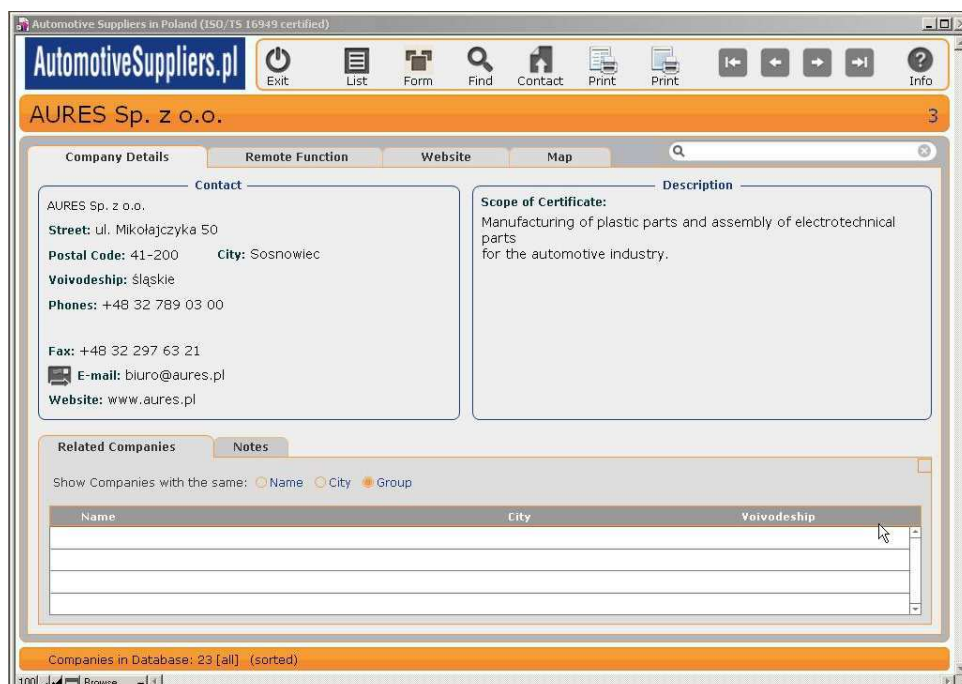 Automotive Suppliers in Poland (ISO/TS 16949 certified)
AutomotiveSuppliers.pl
Exit List Form Find Contact Print Print Info
AURES Sp. z o.o. 3
Company Details Remote Function Website Map
Contact
AURES Sp. z o.o.
Street: ul. Mikołajczyka 50
Postal Code: 41-200 City: Sosnowiec
Voivodeship: śląskie
Phones: +48 32 789 03 00
Fax: +48 32 297 63 21
E-mail: biuro@aures.pl
Website: www.aures.pl
Description
Scope of Certificate:
Manufacturing of plastic parts and assembly of electrotechnical
parts
for the automotive industry.
Related Companies Notes
Show Companies with the same: Name City Group
Name City Voivodeship
Companies in Database: 23 [all] (sorted)
100 Browse